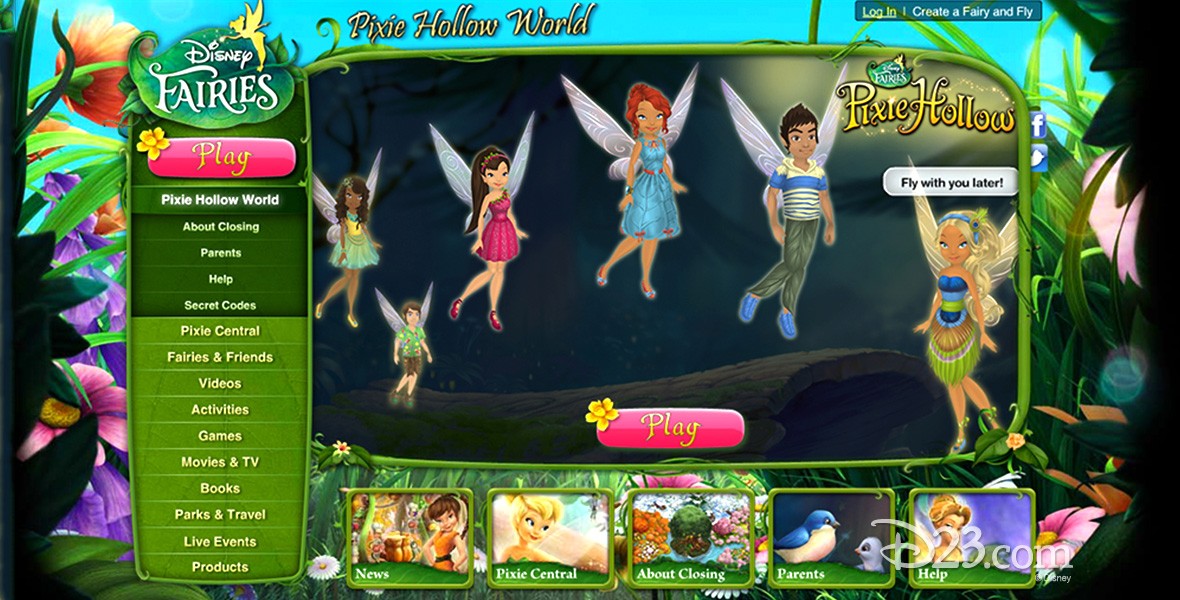 Pixie Hollow World
Log In | Create a Fairy and Fly
Disney
FAIRIES
Play
Pixie Hollow World
About Closing
Parents
Help
Secret Codes
Pixie Central
Fairies & Friends
Videos
Activities
Games
Movies & TV
Books
Parks & Travel
Live Events
Products
Disney
FAIRIES
Pixie Hollow
f
Fly with you later!
Play
News
Pixie Central
About Closing
Parents
Help
D23.com
© Disney